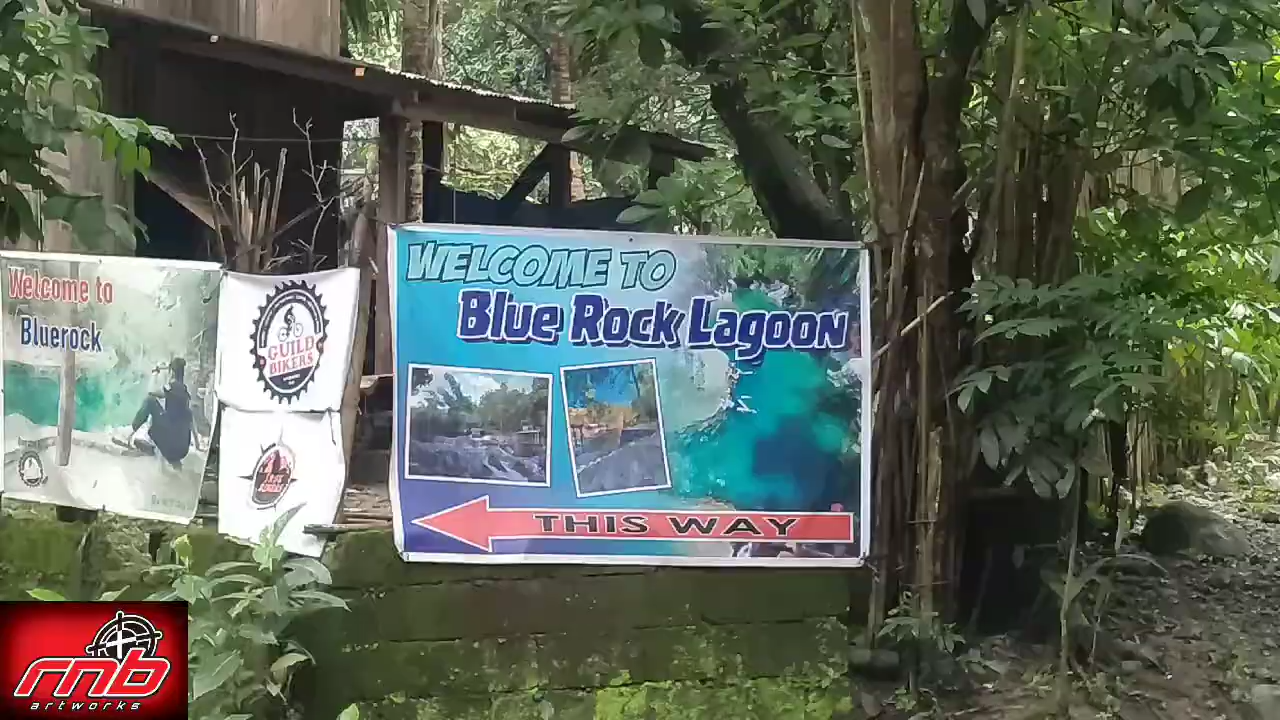 Welcome to
Bluerock
GUILD
BIKERS
WELCOME TO
Blue Rock Lagoon
THIS WAY
rnb
artworks